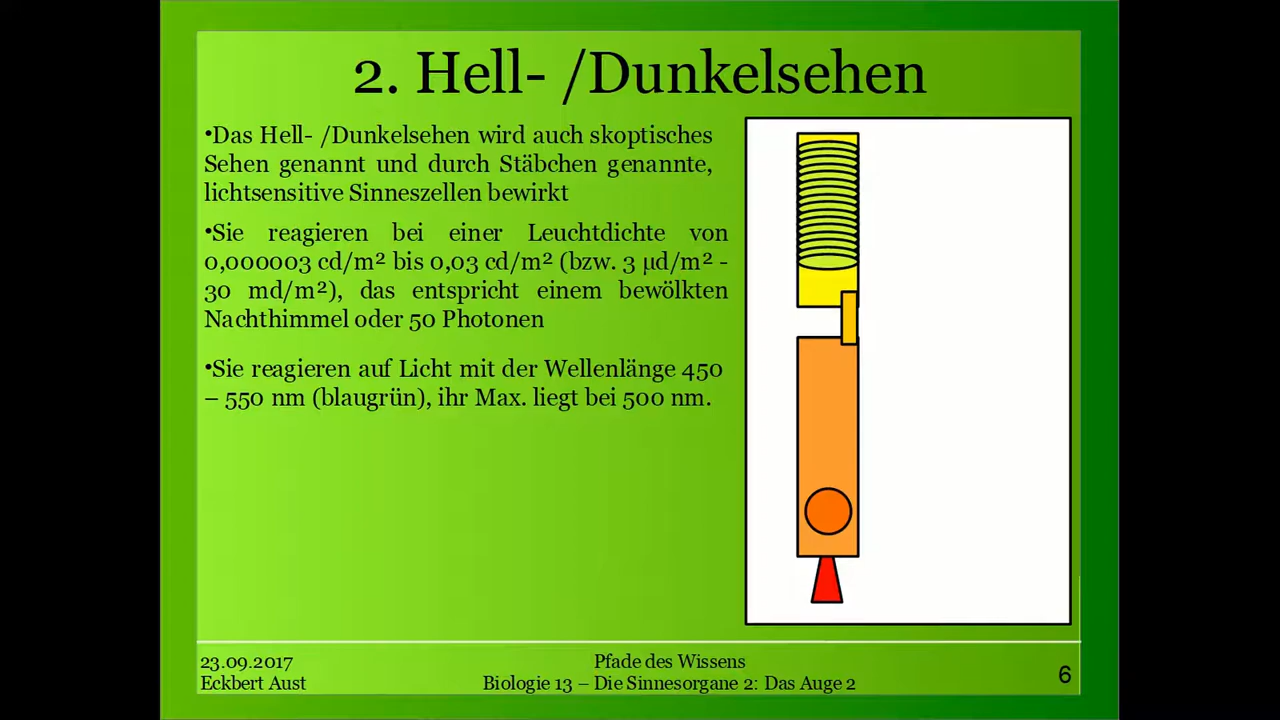 2. Hell- /Dunkelsehen
•Das Hell- /Dunkelsehen wird auch skoptisches
Sehen genannt und durch Stäbchen genannte,
lichtsensitive Sinneszellen bewirkt
•Sie reagieren bei einer Leuchtdichte von
0,000003 cd/m² bis 0,03 cd/m² (bzw. 3 µd/m² -
30 md/m²), das entspricht einem bewölkten
Nachthimmel oder 50 Photonen
•Sie reagieren auf Licht mit der Wellenlänge 450
– 550 nm (blaugrün), ihr Max. liegt bei 500 nm.
23.09.2017
Eckbert Aust
Pfade des Wissens
Biologie 13 – Die Sinnesorgane 2: Das Auge 2
6